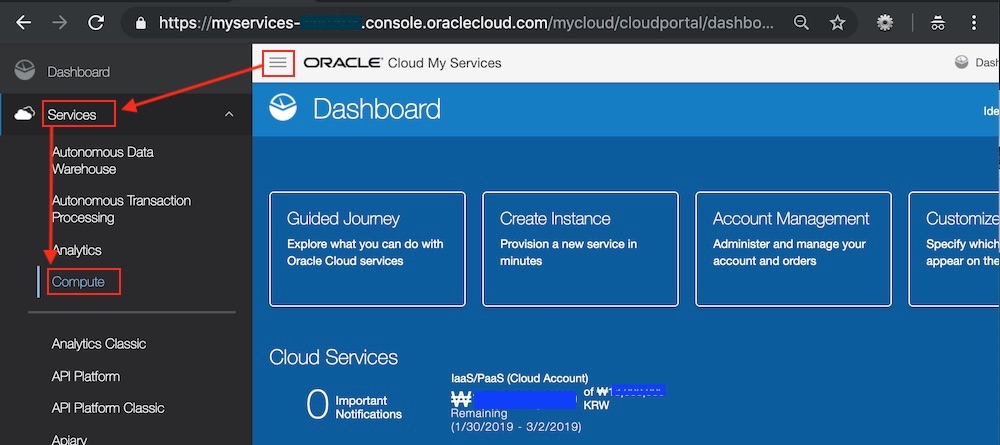 https://myservices-
.console.oraclecloud.com/mycloud/cloudportal/dashbo...
Dashboard
Services
Autonomous Data
Warehouse
Autonomous Transaction
Processing
Analytics
Compute
Analytics Classic
API Platform
API Platform Classic
Apiary
ORACLE Cloud My Services
Dash
Dashboard
Ide
Guided Journey
Explore what you can do with
Oracle Cloud services
Create Instance
Provision a new service in
minutes
Account Management
Administer and manage your
account and orders
Customize
Specify which
appear on the
Cloud Services
0 Important
Notifications
IaaS/PaaS (Cloud Account)
₩
of ₩
KRW
Remaining
(1/30/2019 - 3/2/2019)